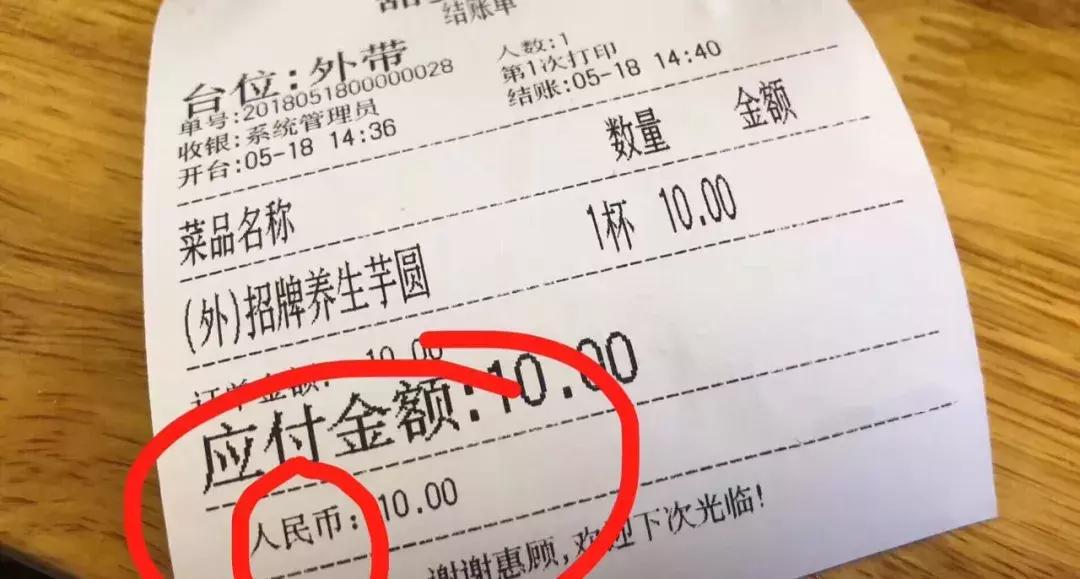 结账单
台位:外带
人数:1
单号:2018051800000028
第1次打印
收银:系统管理员
结账:05-18 14:40
开台:05-18 14:36
菜品名称 数量 金额
(外)招牌养生芋圆 1杯 10.00
订单金额: 10.00
应付金额:10.00
人民币: 10.00
谢谢惠顾,欢迎下次光临!